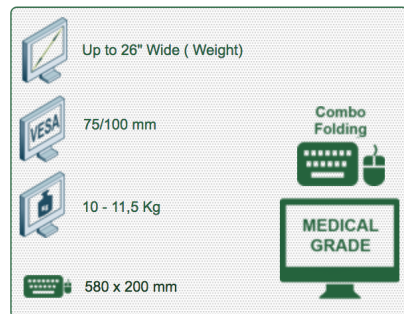 Up to 26" Wide ( Weight)
VESA
75/100 mm
Combo
Folding
10 - 11,5 Kg
MEDICAL
GRADE
580 x 200 mm